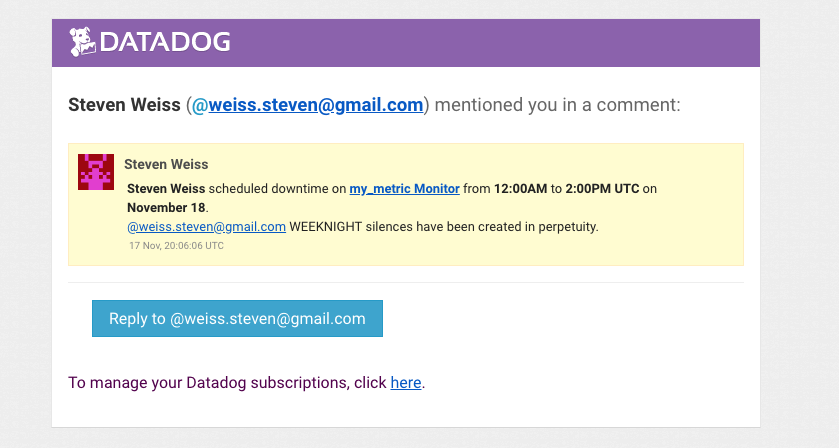 DATADOG
Steven Weiss (@weiss.steven@gmail.com) mentioned you in a comment:
Steven Weiss
Steven Weiss scheduled downtime on my_metric Monitor from 12:00AM to 2:00PM UTC on
November 18.
@weiss.steven@gmail.com WEEKNIGHT silences have been created in perpetuity.
17 Nov, 20:06:06 UTC
Reply to @weiss.steven@gmail.com
To manage your Datadog subscriptions, click here.